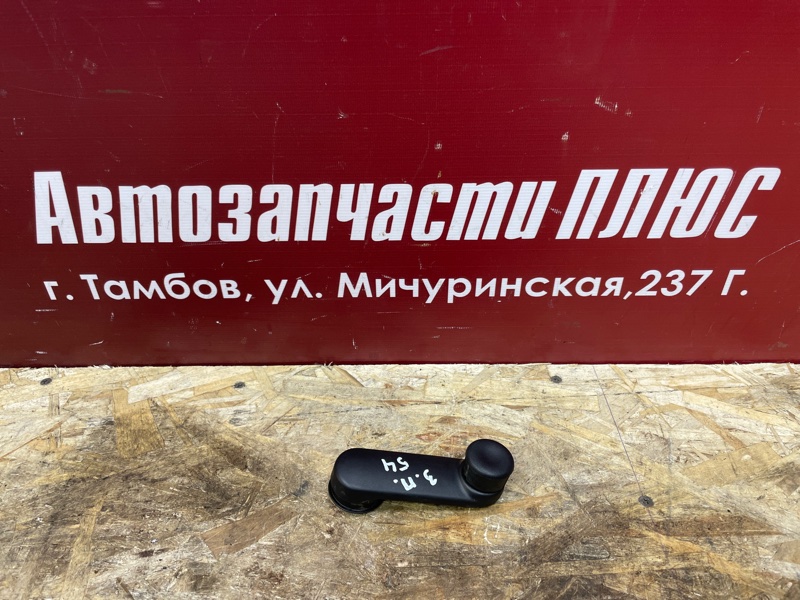 Автозапчасти ПЛЮС
г. Тамбов, ул. Мичуринская,237 Г.
З.П.
54